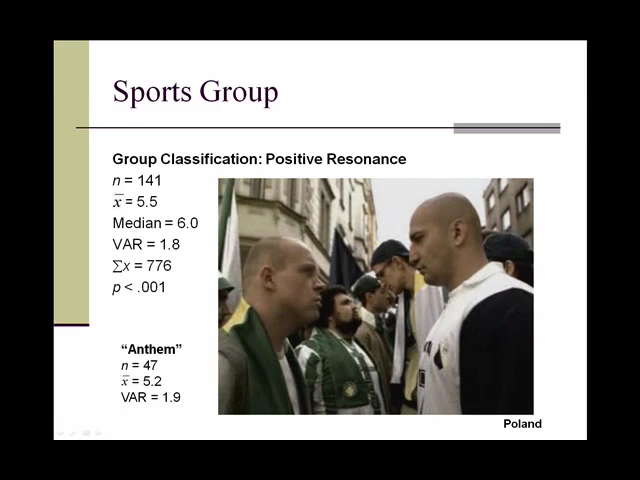 Sports Group
Group Classification: Positive Resonance
n = 141
x̅ = 5.5
Median = 6.0
VAR = 1.8
∑x = 776
p < .001
“Anthem”
n = 47
x̅ = 5.2
VAR = 1.9
Poland